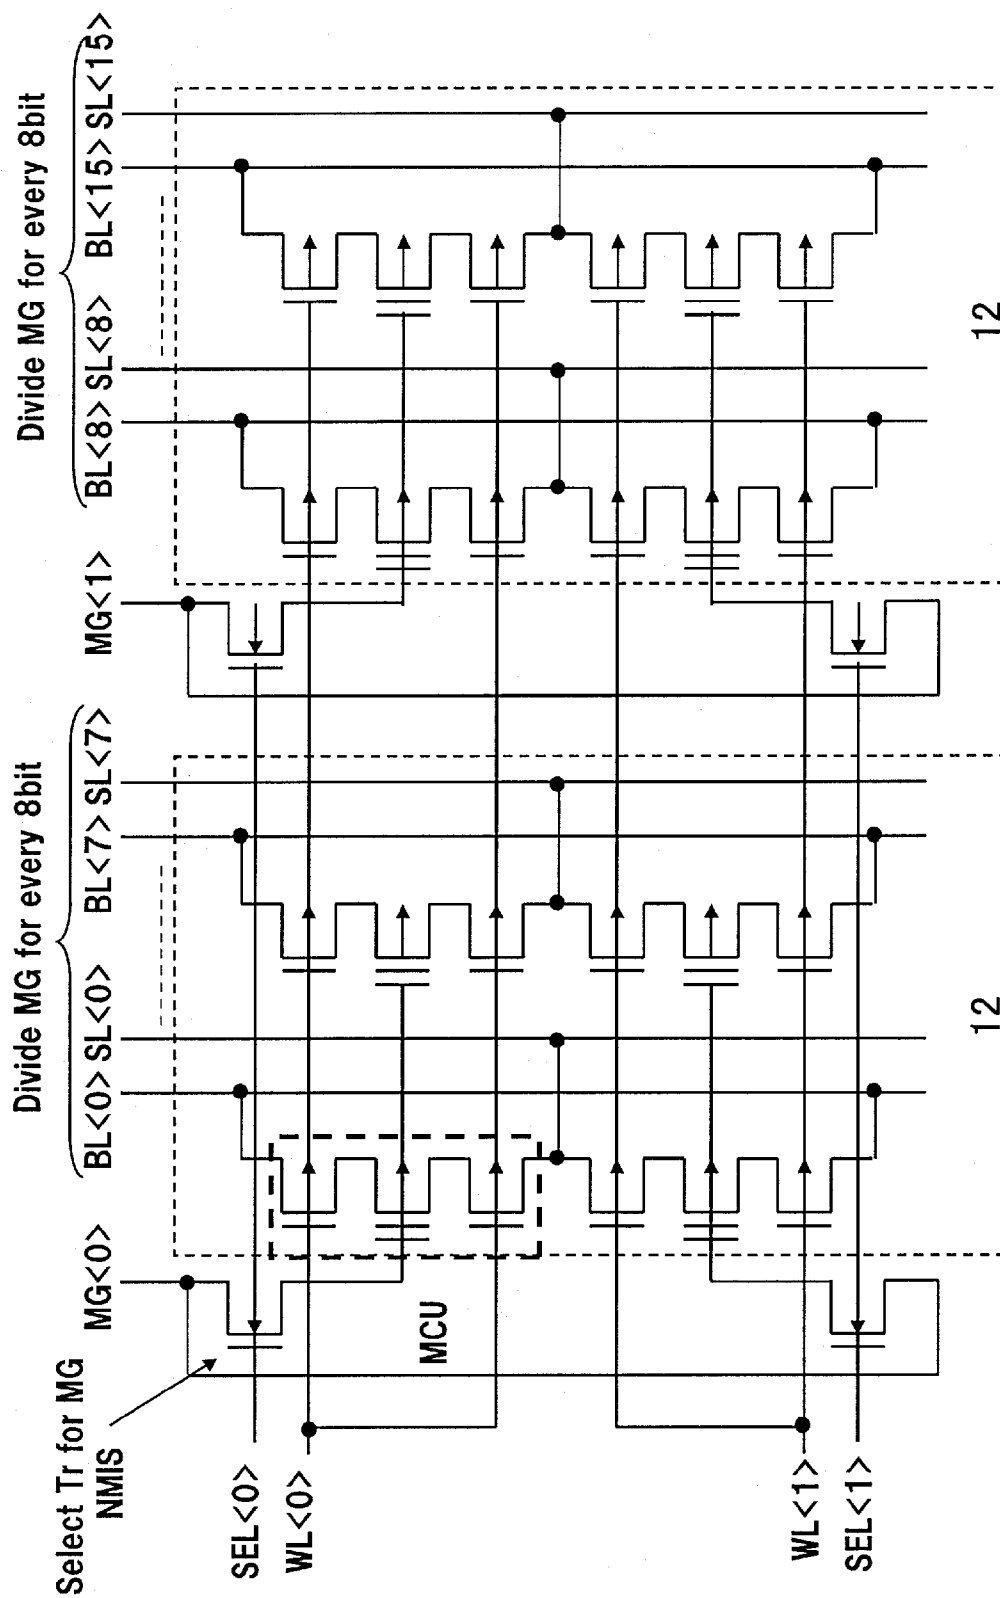 Divide MG for every 8bit
Divide MG for every 8bit
MG<0>
BL<0>
SL<0>
BL<7>
SL<7>
MG<1>
BL<8>
SL<8>
BL<15>
SL<15>
Select Tr for MG
NMIS
SEL<0>
WL<0>
MCU
WL<1>
SEL<1>
12
12